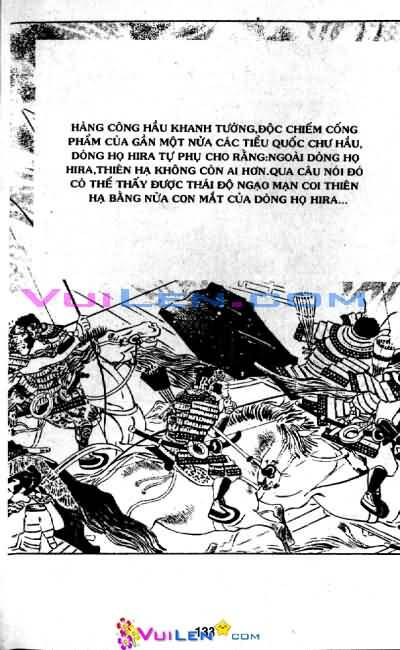 HÀNG CÔNG HẦU KHANH TƯỚNG,ĐỘC CHIẾM CỐNG
PHẨM CỦA GẦN MỘT NỬA CÁC TIỂU QUỐC CHƯ HẦU,
DÒNG HỌ HIRA TỰ PHỤ CHO RẰNG:NGOÀI DÒNG HỌ
HIRA,THIÊN HẠ KHÔNG CÒN AI HƠN.QUA CÂU NÓI ĐÓ
CÓ THỂ THẤY ĐƯỢC THÁI ĐỘ NGẠO MẠN COI THIÊN
HẠ BẰNG NỬA CON MẮT CỦA DÒNG HỌ HIRA...
VUILEN.COM
133
VUILEN.COM